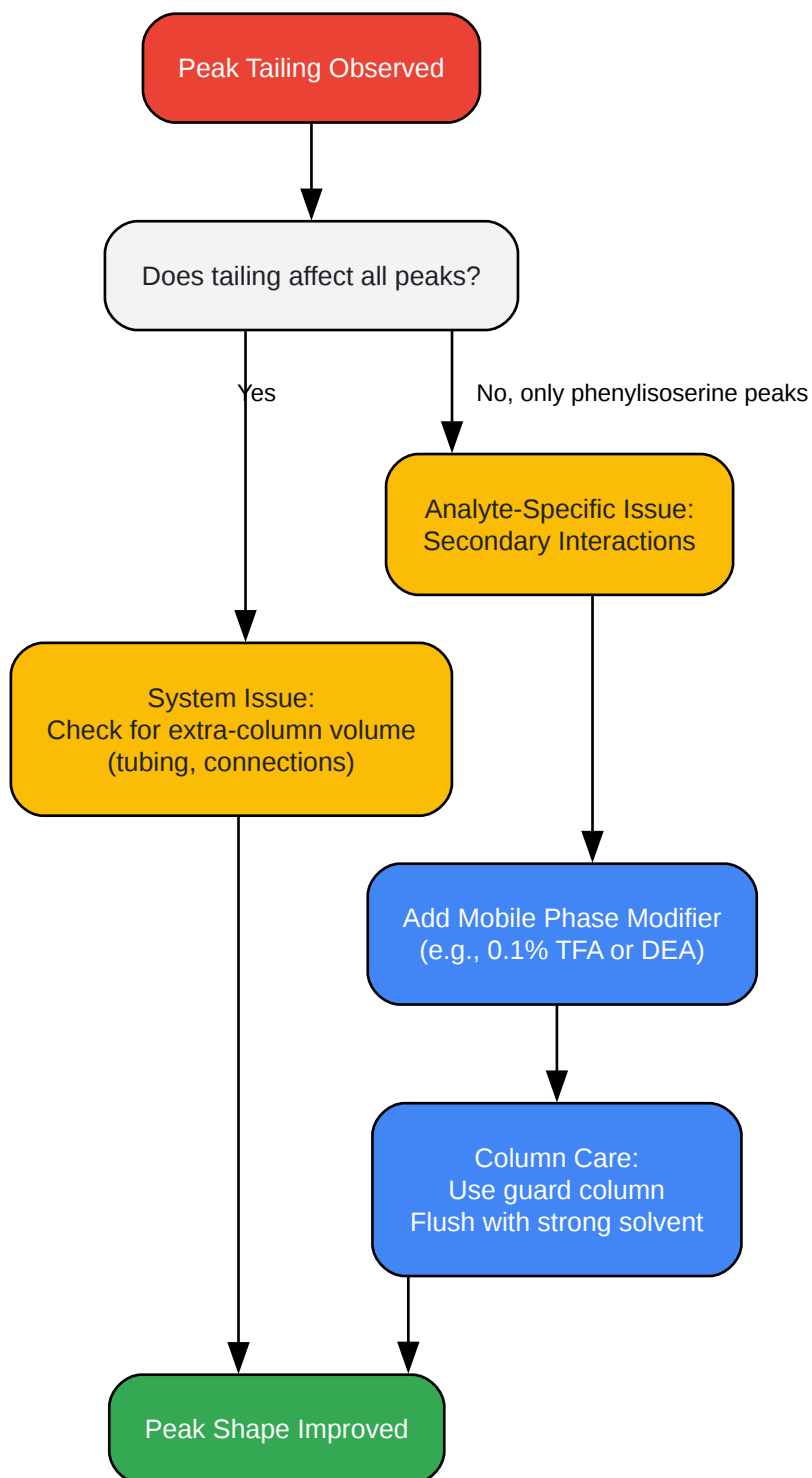 Peak Tailing Observed
Does tailing affect all peaks?
Yes
No, only phenylisoserine peaks
Analyte-Specific Issue:
Secondary Interactions
System Issue:
Check for extra-column volume
(tubing, connections)
Add Mobile Phase Modifier
(e.g., 0.1% TFA or DEA)
Column Care:
Use guard column
Flush with strong solvent
Peak Shape Improved